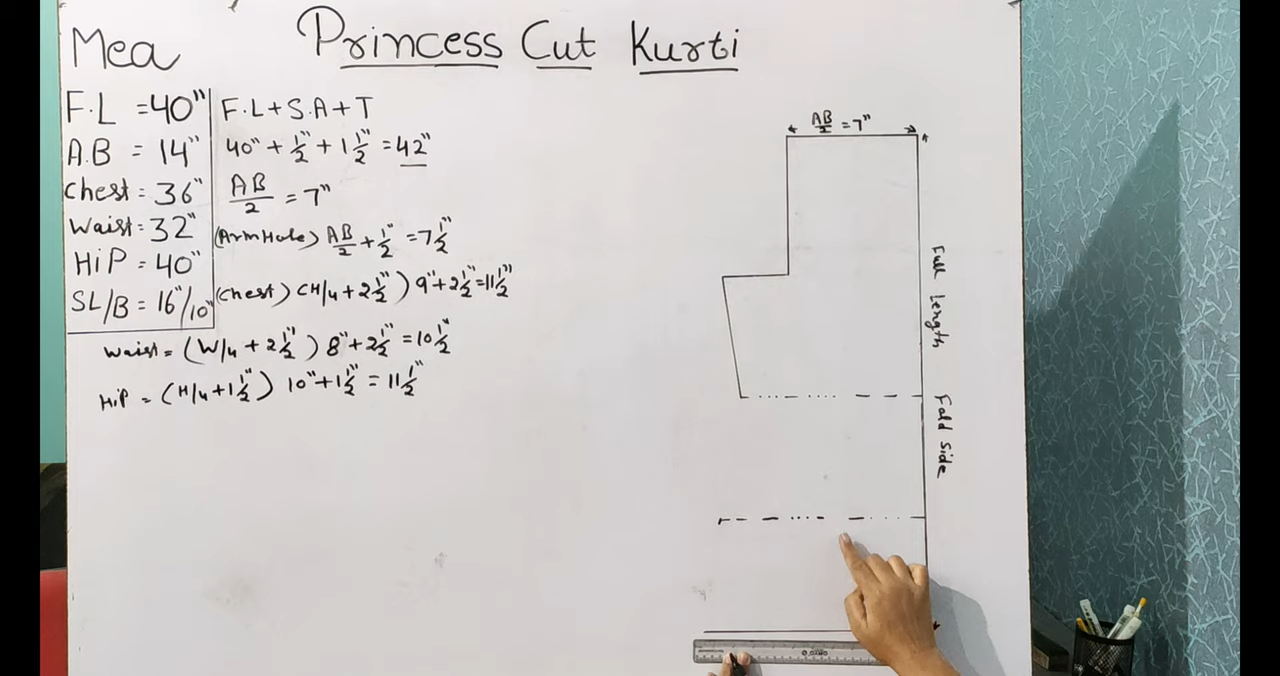 Mea
Princess Cut Kurti
F.L = 40"
A.B = 14"
Chest = 36"
Waist = 32"
HiP = 40"
SL/B = 16"/10"
F.L + S.A + T
40" + 1/2" + 1 1/2" = 42"
AB/2 = 7"
(ArmHole) AB/2 + 1/2" = 7 1/2"
(Chest) CH/4 + 2 1/2") 9" + 2 1/2" = 11 1/2"
Waist = (W/4 + 2 1/2") 8" + 2 1/2" = 10 1/2"
HiP = (H/4 + 1 1/2") 10" + 1 1/2" = 11 1/2"
AB/2 = 7"
Full length
Fold Side